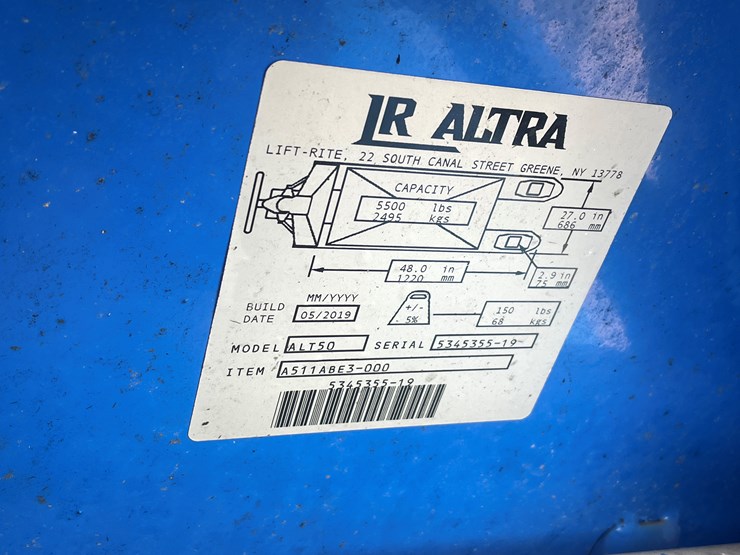 LR ALTRA
LIFT-RITE, 22 SOUTH CANAL STREET GREENE, NY 13778
CAPACITY
5500 lbs
2495 kgs
27.0 in
686 mm
48.0 in
1220 mm
2.9 in
75 mm
BUILD DATE
MM/YYYY
05/2019
+/-
5%
150 lbs
68 kgs
MODEL ALT50 SERIAL 5345355-19
ITEM A511ABE3-000
5345355-19